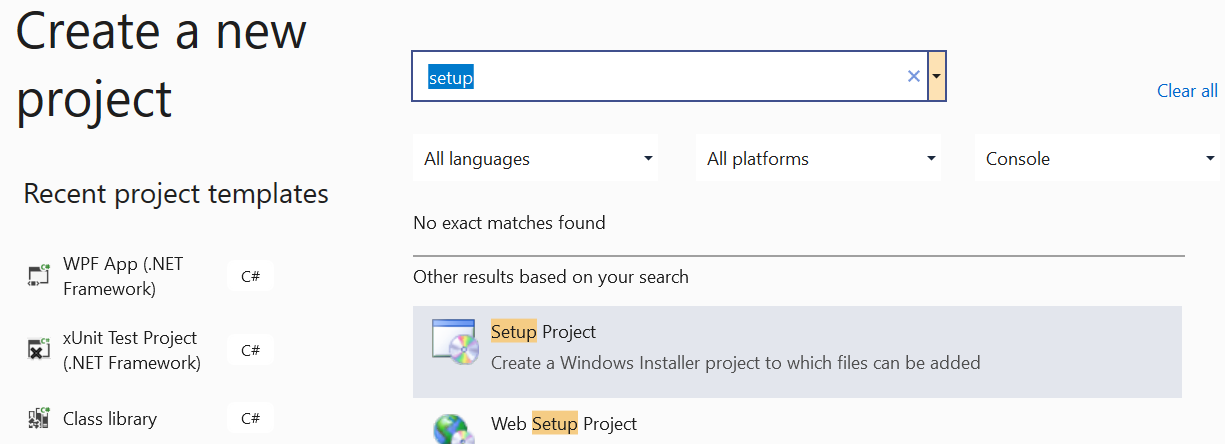 Create a new
project
setup
Clear all
All languages
All platforms
Console
Recent project templates
No exact matches found
Other results based on your search
WPF App (.NET
Framework)
C#
xUnit Test Project
(.NET Framework)
C#
Class library
C#
Setup Project
Create a Windows Installer project to which files can be added
Web Setup Project